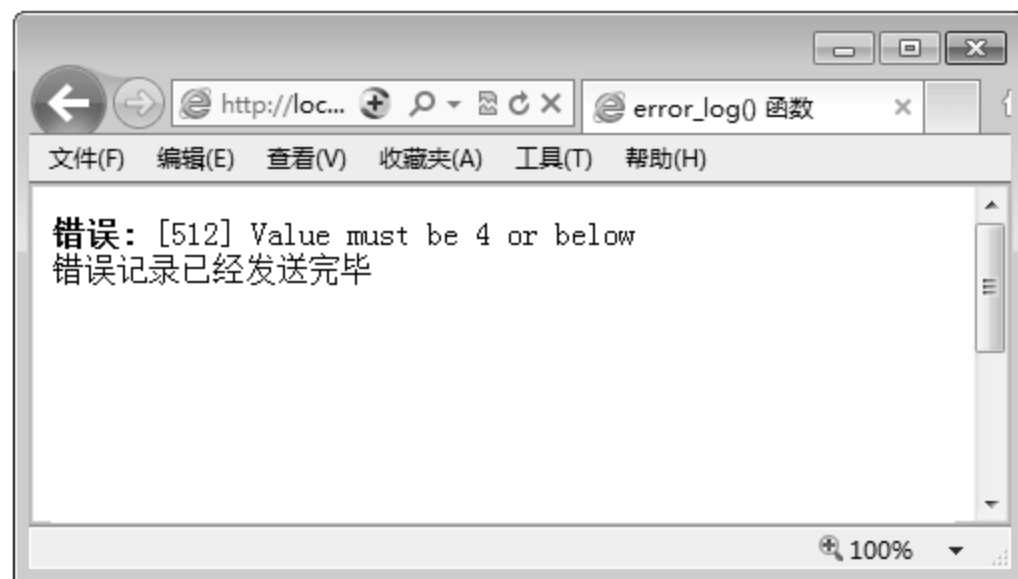 http://loc...
error_log() 函数
文件(F) 编辑(E) 查看(V) 收藏夹(A) 工具(T) 帮助(H)
错误: [512] Value must be 4 or below
错误记录已经发送完毕
100%